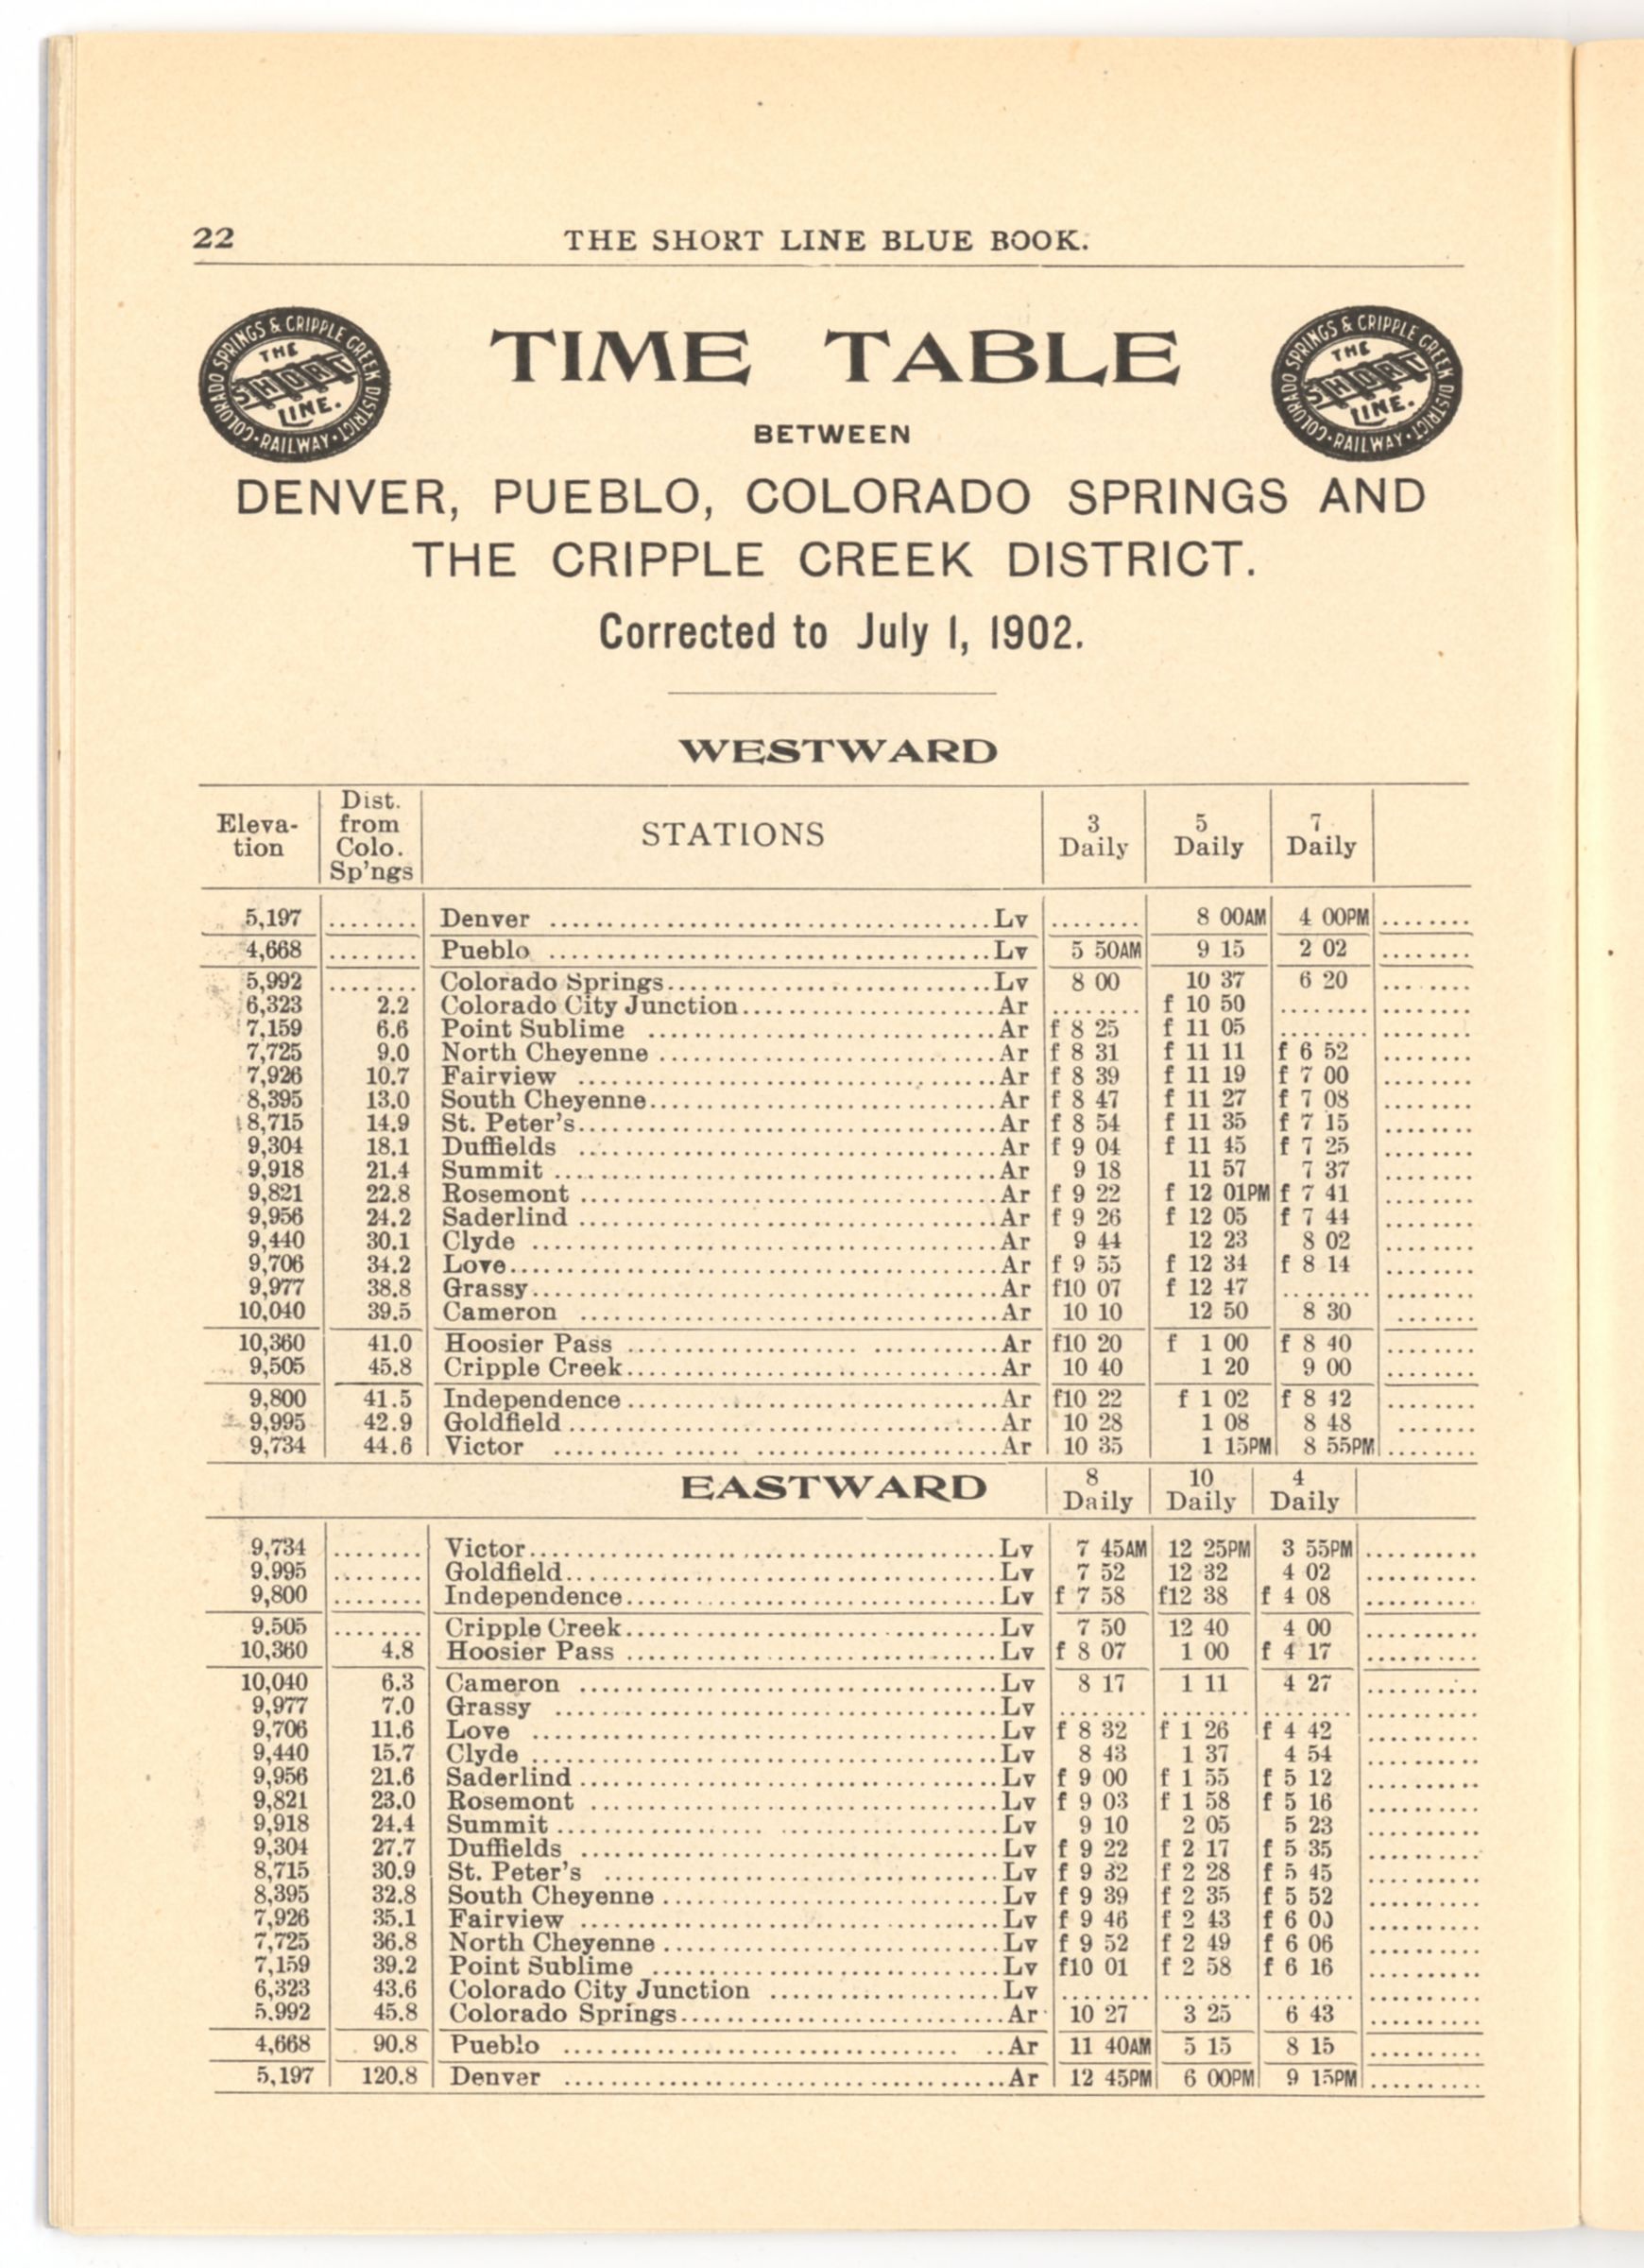 22 THE SHORT LINE BLUE BOOK.
COLORADO SPRINGS & CRIPPLE CREEK DISTRICT · RAILWAY ·
THE
SHORT
LINE.
TIME TABLE
COLORADO SPRINGS & CRIPPLE CREEK DISTRICT · RAILWAY ·
THE
SHORT
LINE.
BETWEEN
DENVER, PUEBLO, COLORADO SPRINGS AND
THE CRIPPLE CREEK DISTRICT.
Corrected to July 1, 1902.
WESTWARD
Eleva-tion Dist. from Colo. Sp'ngs STATIONS 3 Daily 5 Daily 7 Daily
5,197 ........ Denver ........ Lv ........ 8 00AM 4 00PM ........
4,668 ........ Pueblo ........ Lv 5 50AM 9 15 2 02 ........
5,992 ........ Colorado Springs ........ Lv 8 00 10 37 6 20 ........
6,323 2.2 Colorado City Junction ........ Ar ........ f 10 50 ........ ........
7,159 6.6 Point Sublime ........ Ar f 8 25 f 11 05 ........ ........
7,725 9.0 North Cheyenne ........ Ar f 8 31 f 11 11 f 6 52 ........
7,926 10.7 Fairview ........ Ar f 8 39 f 11 19 f 7 00 ........
8,395 13.0 South Cheyenne ........ Ar f 8 47 f 11 27 f 7 08 ........
8,715 14.9 St. Peter's ........ Ar f 8 54 f 11 35 f 7 15 ........
9,304 18.1 Duffields ........ Ar f 9 04 f 11 45 f 7 25 ........
9,918 21.4 Summit ........ Ar 9 18 11 57 7 37 ........
9,821 22.8 Rosemont ........ Ar f 9 22 f 12 01PM f 7 41 ........
9,956 24.2 Saderlind ........ Ar f 9 26 f 12 05 f 7 44 ........
9,440 30.1 Clyde ........ Ar 9 44 12 23 8 02 ........
9,706 34.2 Love ........ Ar f 9 55 f 12 34 f 8 14 ........
9,977 38.8 Grassy ........ Ar f10 07 f 12 47 ........ ........
10,040 39.5 Cameron ........ Ar 10 10 12 50 8 30 ........
10,360 41.0 Hoosier Pass ........ Ar f10 20 f 1 00 f 8 40 ........
9,505 45.8 Cripple Creek ........ Ar 10 40 1 20 9 00 ........
9,800 41.5 Independence ........ Ar f10 22 f 1 02 f 8 42 ........
9,995 42.9 Goldfield ........ Ar 10 28 1 08 8 48 ........
9,734 44.6 Victor ........ Ar 10 35 1 15PM 8 55PM ........
EASTWARD 8 Daily 10 Daily 4 Daily
9,734 ........ Victor ........ Lv 7 45AM 12 25PM 3 55PM ........
9.995 ........ Goldfield ........ Lv 7 52 12 32 4 02 ........
9,800 ........ Independence ........ Lv f 7 58 f12 38 f 4 08 ........
9.505 ........ Cripple Creek ........ Lv 7 50 12 40 4 00 ........
10,360 4.8 Hoosier Pass ........ Lv f 8 07 1 00 f 4 17 ........
10,040 6.3 Cameron ........ Lv 8 17 1 11 4 27 ........
9,977 7.0 Grassy ........ Lv ........ ........ ........ ........
9,706 11.6 Love ........ Lv f 8 32 f 1 26 f 4 42 ........
9,440 15.7 Clyde ........ Lv 8 43 1 37 4 54 ........
9,956 21.6 Saderlind ........ Lv f 9 00 f 1 55 f 5 12 ........
9,821 23.0 Rosemont ........ Lv f 9 03 f 1 58 f 5 16 ........
9,918 24.4 Summit ........ Lv 9 10 2 05 5 23 ........
9,304 27.7 Duffields ........ Lv f 9 22 f 2 17 f 5 35 ........
8,715 30.9 St. Peter's ........ Lv f 9 32 f 2 28 f 5 45 ........
8,395 32.8 South Cheyenne ........ Lv f 9 39 f 2 35 f 5 52 ........
7,926 35.1 Fairview ........ Lv f 9 46 f 2 43 f 6 00 ........
7,725 36.8 North Cheyenne ........ Lv f 9 52 f 2 49 f 6 06 ........
7,159 39.2 Point Sublime ........ Lv f10 01 f 2 58 f 6 16 ........
6,323 43.6 Colorado City Junction ........ Lv ........ ........ ........ ........
5.992 45.8 Colorado Springs ........ Ar 10 27 3 25 6 43 ........
4,668 90.8 Pueblo ........ Ar 11 40AM 5 15 8 15 ........
5,197 120.8 Denver ........ Ar 12 45PM 6 00PM 9 15PM ........